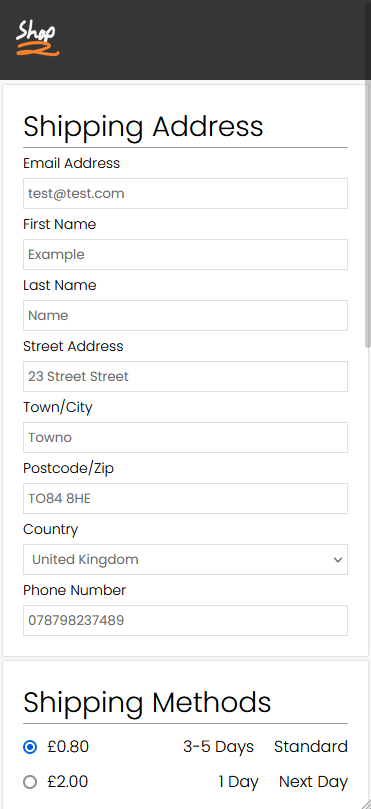 Shop
Shipping Address
Email Address
test@test.com
First Name
Example
Last Name
Name
Street Address
23 Street Street
Town/City
Towno
Postcode/Zip
TO84 8HE
Country
United Kingdom
Phone Number
078798237489
Shipping Methods
£0.80 3-5 Days Standard
£2.00 1 Day Next Day